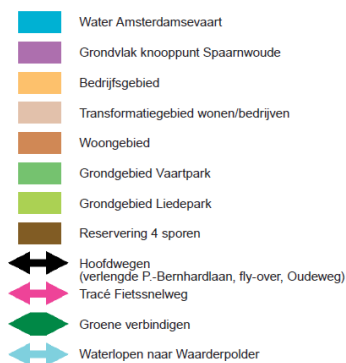 Water Amsterdamsevaart
Grondvlak knooppunt Spaarnwoude
Bedrijfsgebied
Transformatiegebied wonen/bedrijven
Woongebied
Grondgebied Vaartpark
Grondgebied Liedepark
Reservering 4 sporen
Hoofdwegen
(verlengde P.-Bernhardlaan, fly-over, Oudeweg)
Tracé Fietssnelweg
Groene verbindigen
Waterlopen naar Waarderpolder